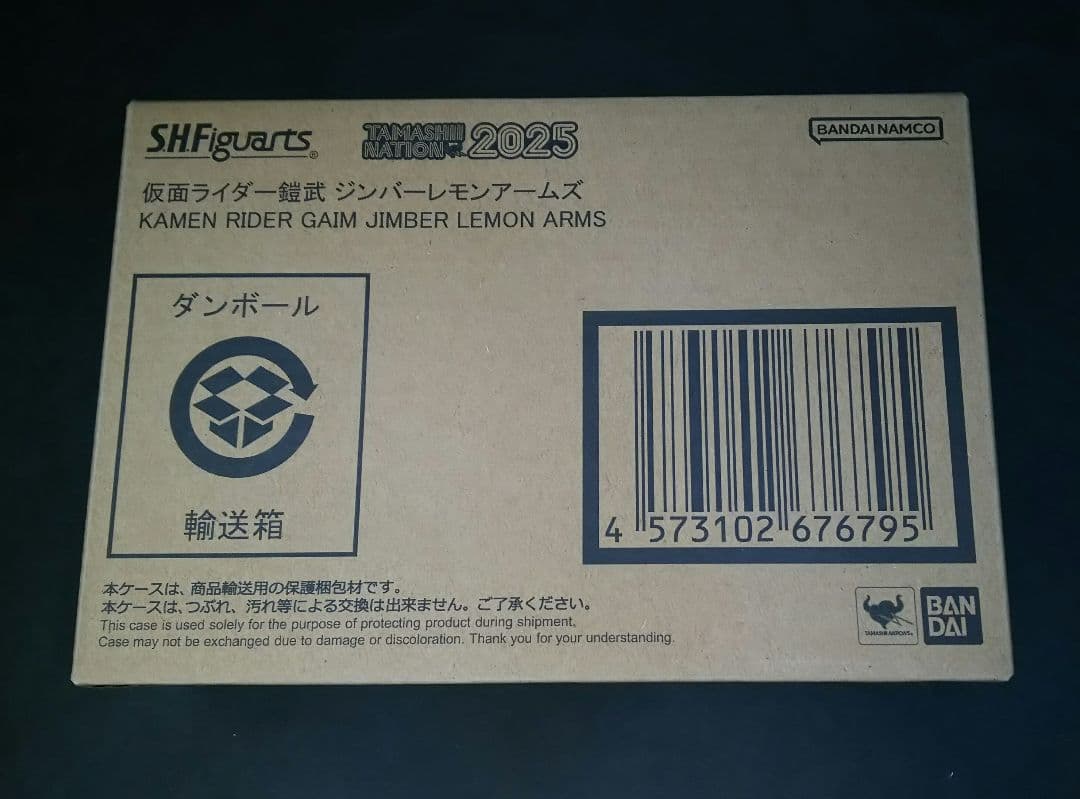 S.H.Figuarts®
TAMASHII NATION 2025
BANDAI NAMCO
仮面ライダー鎧武 ジンバーレモンアームズ
KAMEN RIDER GAIM JIMBER LEMON ARMS
ダンボール
輸送箱
4 573102 676795
本ケースは、商品輸送用の保護梱包材です。
本ケースは、つぶれ、汚れ等による交換は出来ません。ご了承ください。
This case is used solely for the purpose of protecting product during shipment.
Case may not be exchanged due to damage or discoloration. Thank you for your understanding.
TAMASHII NATIONS®
BAN
DAI